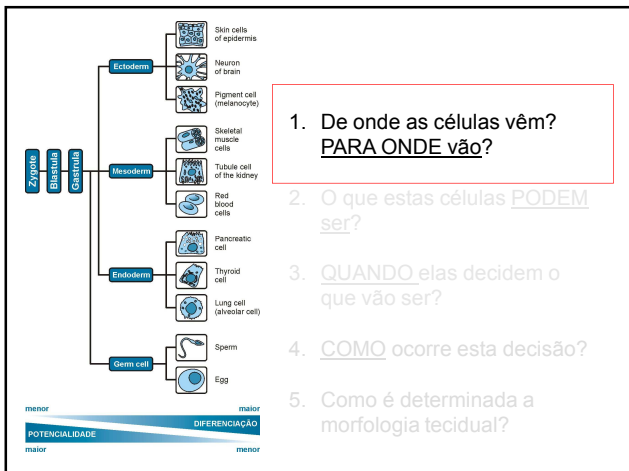 Zygote
Blastula
Gastrula
Ectoderm
Skin cells
of epidermis
Neuron
of brain
Pigment cell
(melanocyte)
Mesoderm
Skeletal
muscle
cells
Tubule cell
of the kidney
Red
blood
cells
Endoderm
Pancreatic
cell
Thyroid
cell
Lung cell
(alveolar cell)
Germ cell
Sperm
Egg
menor maior
DIFERENCIAÇÃO
POTENCIALIDADE
maior menor
1. De onde as células vêm?
PARA ONDE vão?
2. O que estas células PODEM
ser?
3. QUANDO elas decidem o
que vão ser?
4. COMO ocorre esta decisão?
5. Como é determinada a
morfologia tecidual?